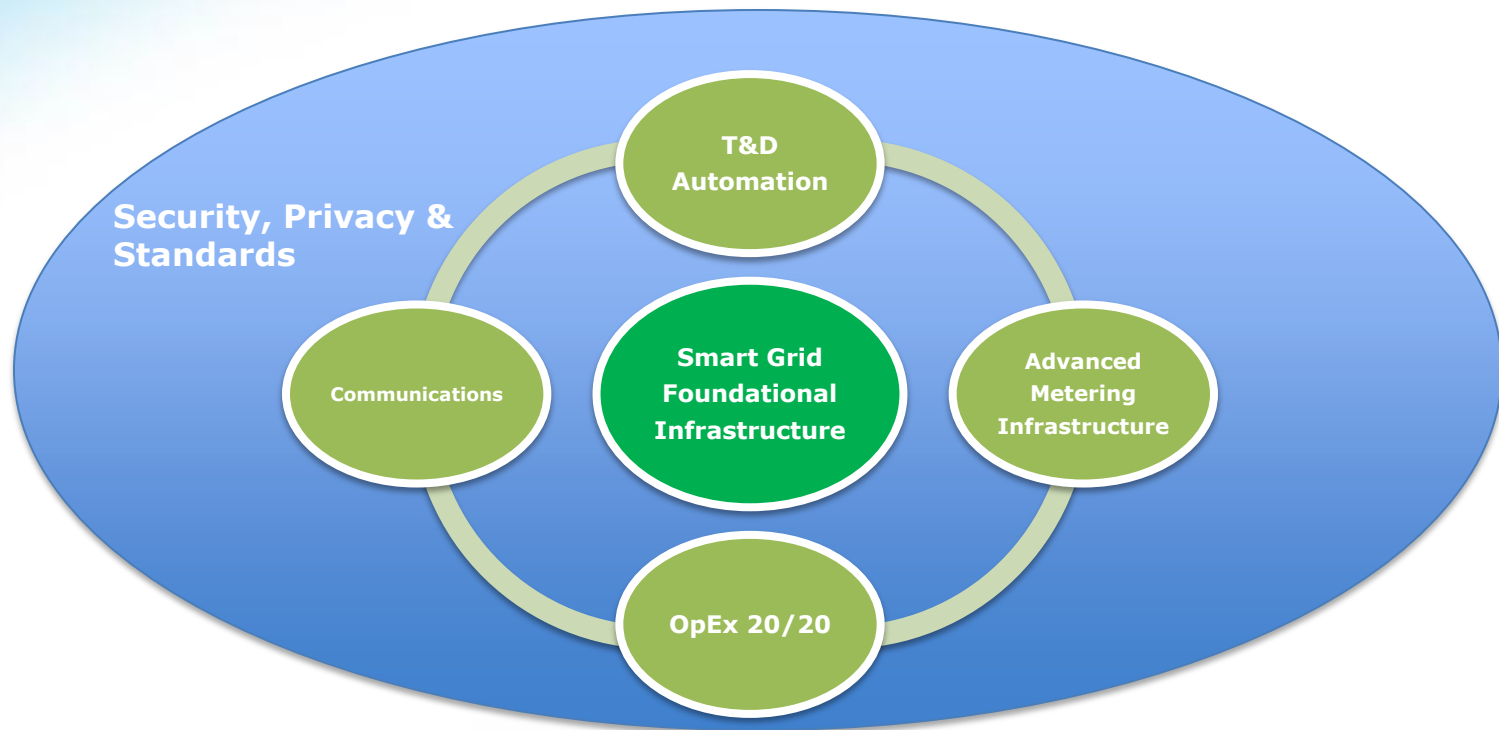 T&D
Automation
Security, Privacy &
Standards
Communications
Smart Grid
Foundational
Infrastructure
Advanced
Metering
Infrastructure
OpEx 20/20